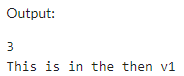 Output:
3
This is in the then v1